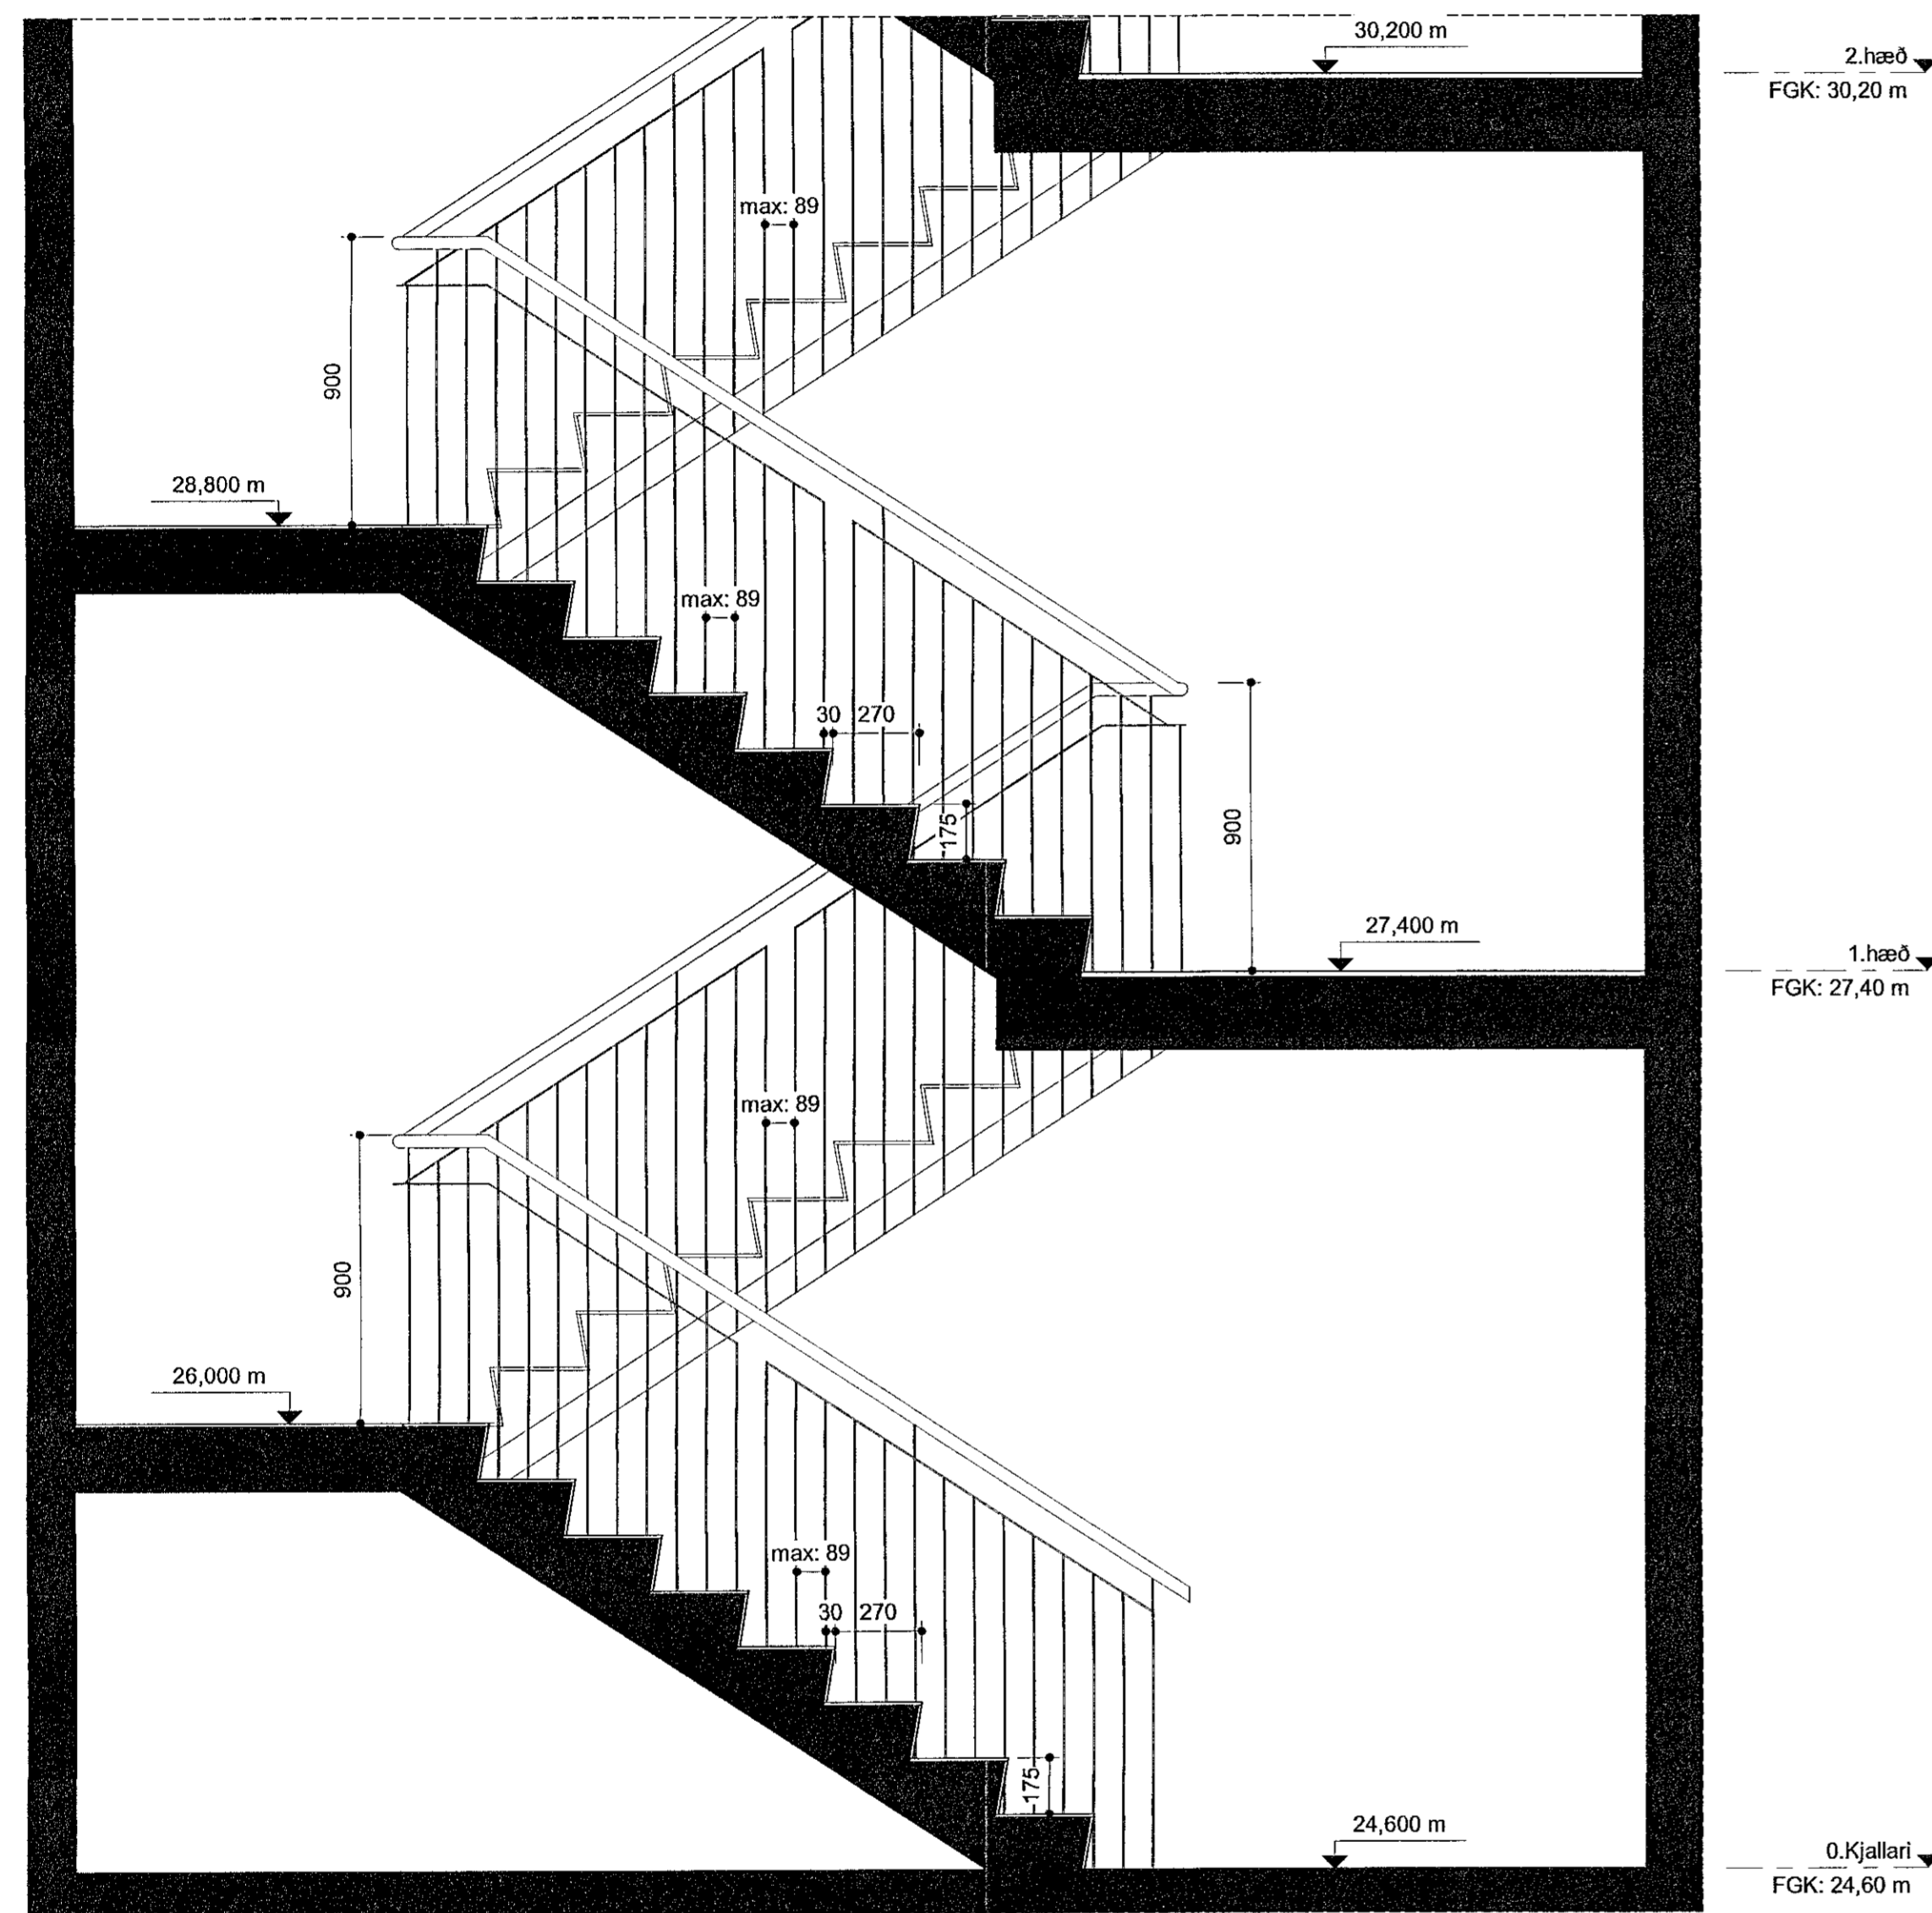 30,200 m
2.hæð
FGK: 30,20 m
max: 89
900
28,800 m
max: 89
30 270
175
900
27,400 m
1.hæð
FGK: 27,40 m
max: 89
900
26,000 m
max: 89
30 270
175
24,600 m
0.Kjallari
FGK: 24,60 m